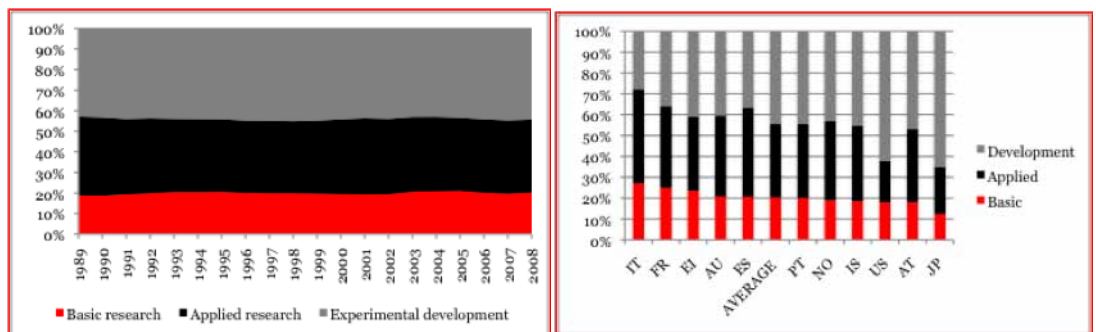 100%
90%
80%
70%
60%
50%
40%
30%
20%
10%
0%
1989
1990
1991
1992
1993
1994
1995
1996
1997
1998
1999
2000
2001
2002
2003
2004
2005
2006
2007
2008
Basic research Applied research Experimental development
100%
90%
80%
70%
60%
50%
40%
30%
20%
10%
0%
IT
FR
EI
AU
ES
AVERAGE
PT
NO
IS
US
AT
JP
Development
Applied
Basic